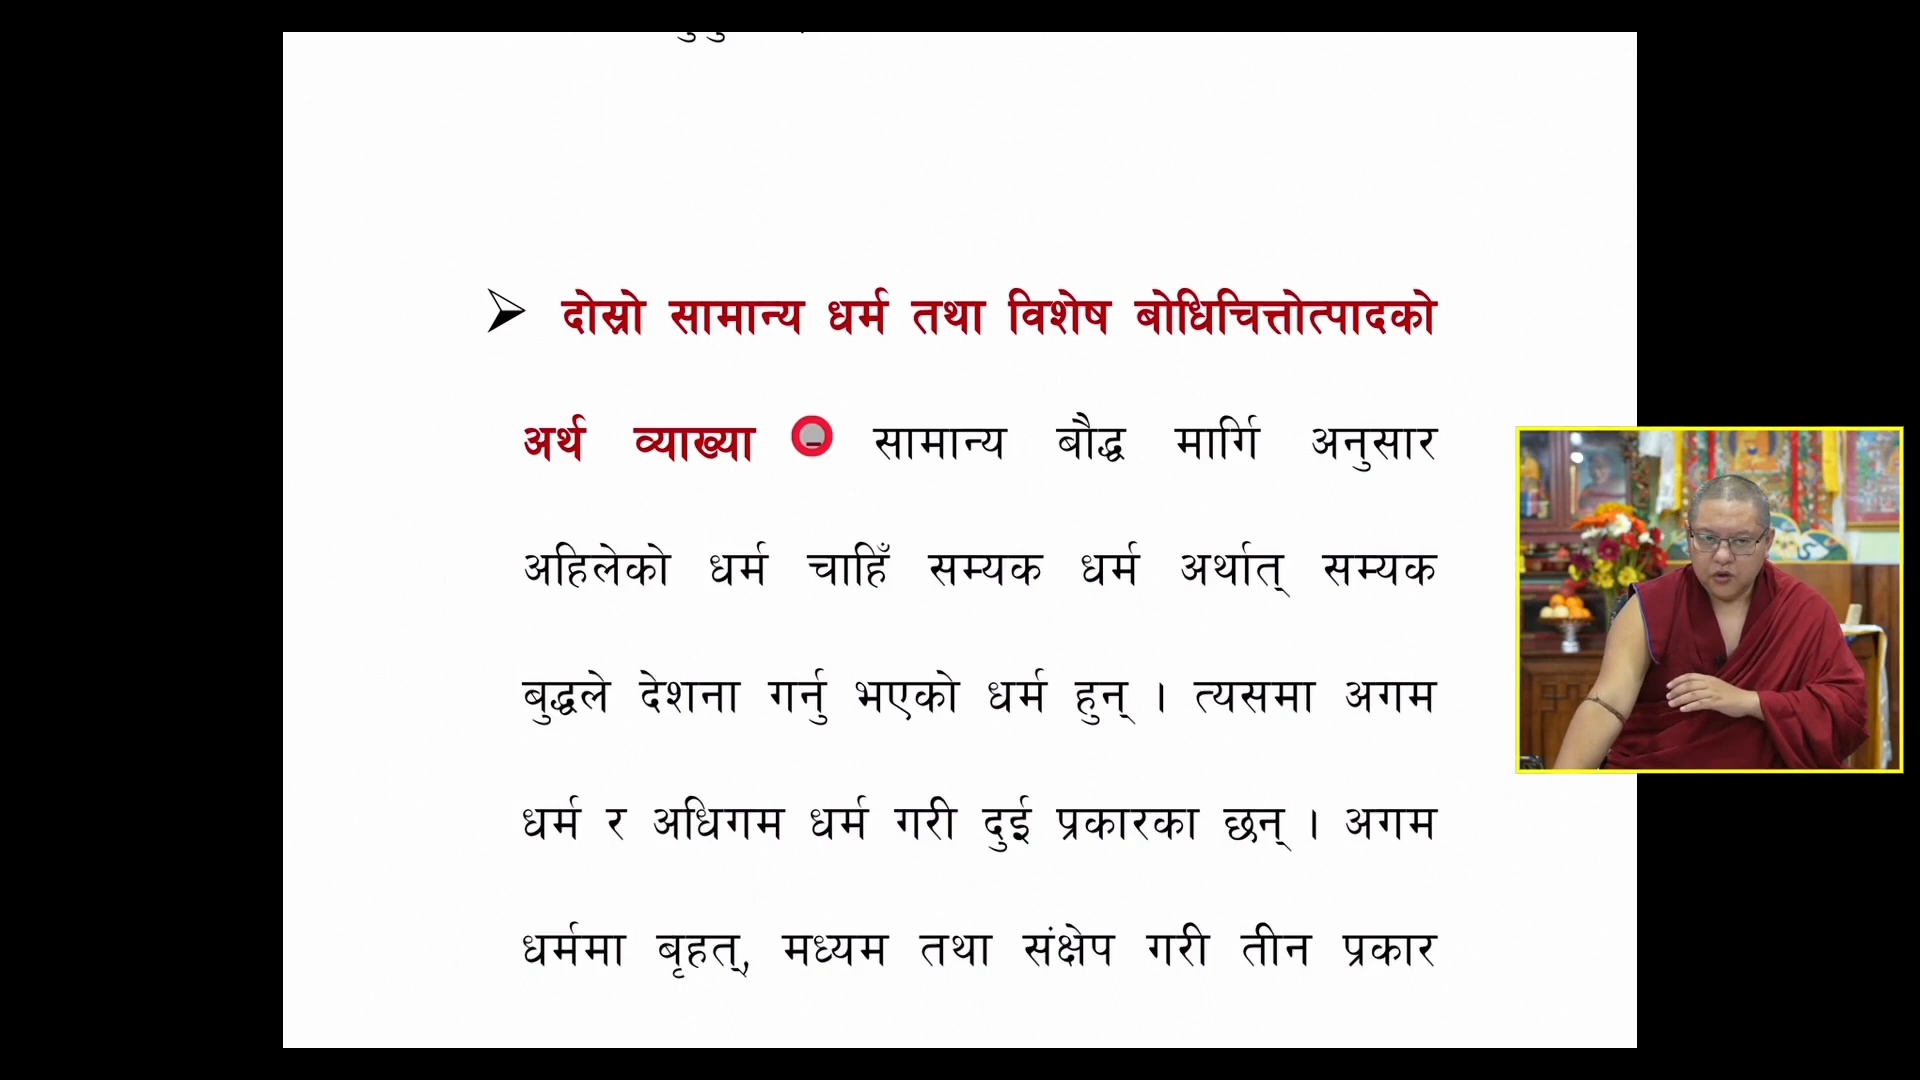 ➢ दोस्रो सामान्य धर्म तथा विशेष बोधिचित्तोत्पादको
अर्थ व्याख्या – सामान्य बौद्ध मार्गि अनुसार
अहिलेको धर्म चाहिँ सम्यक धर्म अर्थात् सम्यक
बुद्धले देशना गर्नु भएको धर्म हुन् । त्यसमा अगम
धर्म र अधिगम धर्म गरी दुई प्रकारका छन् । अगम
धर्ममा बृहत्, मध्यम तथा संक्षेप गरी तीन प्रकार